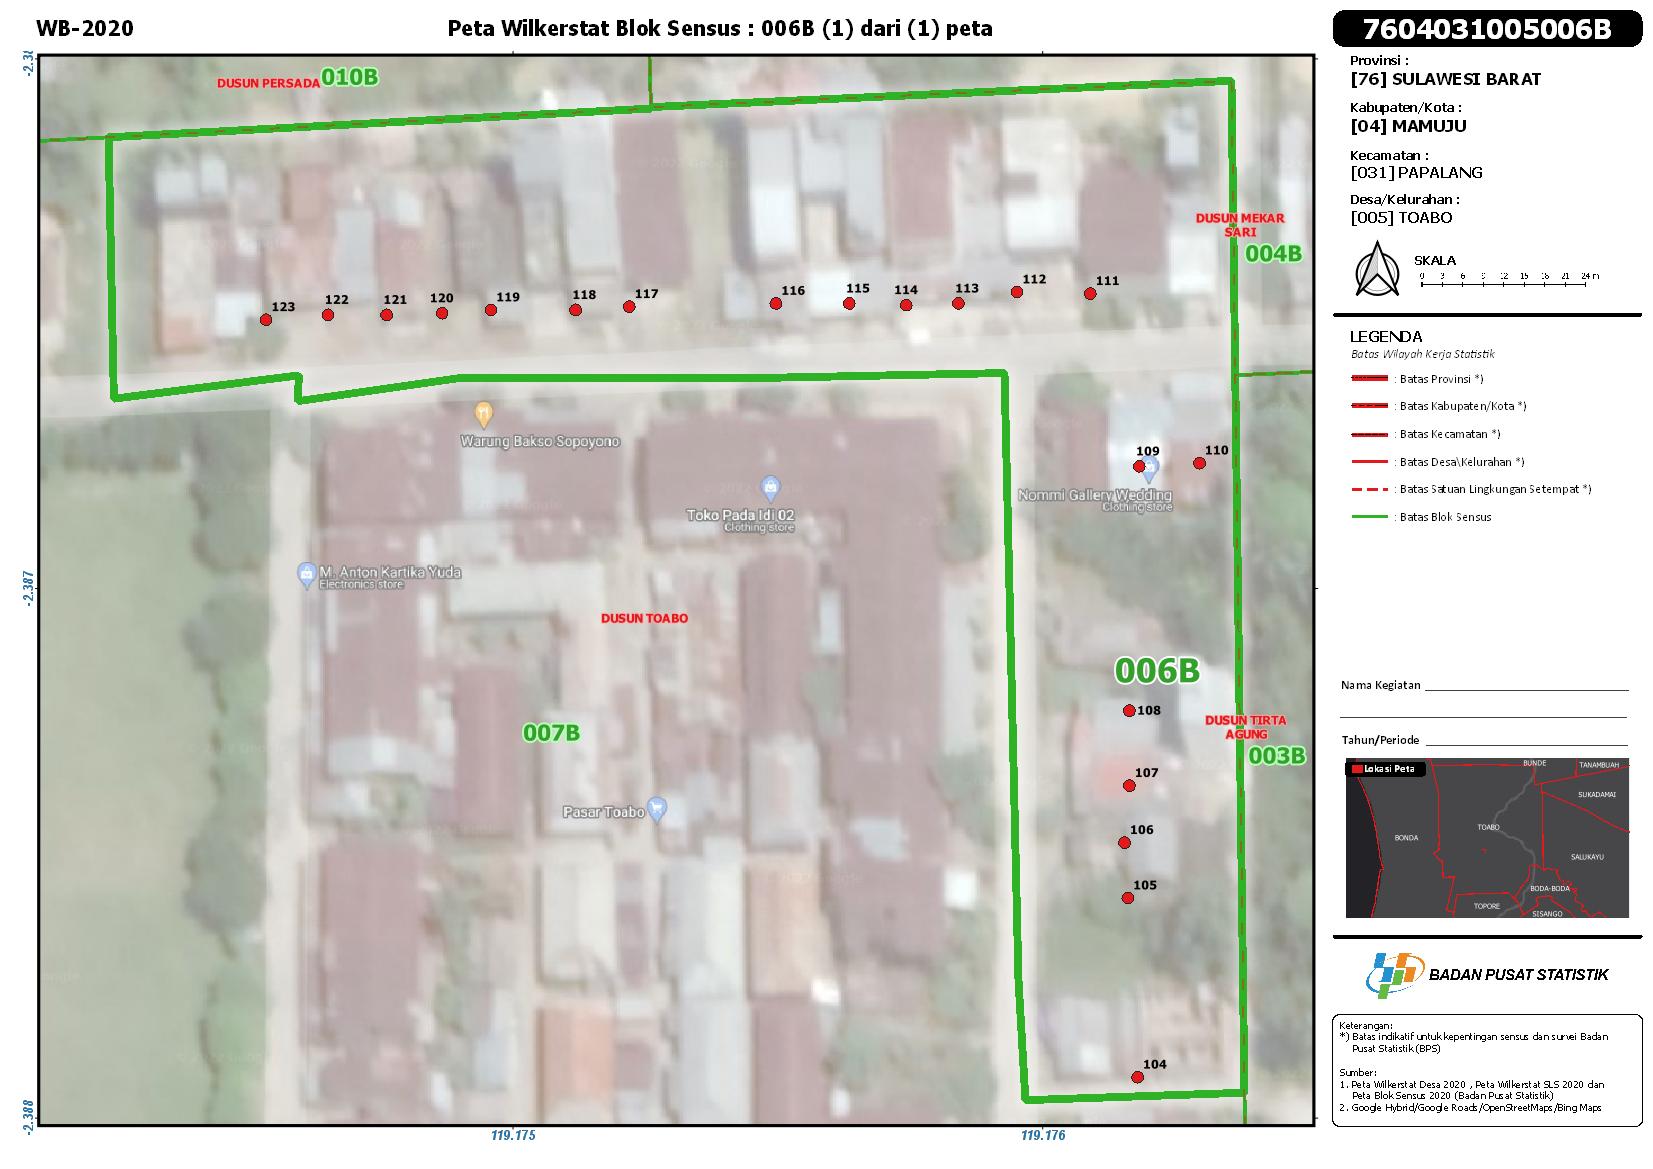 WB-2020
Peta Wilkerstat Blok Sensus : 006B (1) dari (1) peta
7604031005006B
Provinsi :
[76] SULAWESI BARAT
Kabupaten/Kota :
[04] MAMUJU
Kecamatan :
[031] PAPALANG
Desa/Kelurahan :
[005] TOABO
SKALA
0 3 6 9 12 15 18 21 24 m
LEGENDA
Batas Wilayah Kerja Statistik
: Batas Provinsi *)
: Batas Kabupaten/Kota *)
: Batas Kecamatan *)
: Batas Desa\Kelurahan *)
: Batas Satuan Lingkungan Setempat *)
: Batas Blok Sensus
Nama Kegiatan
Tahun/Periode
Lokasi Peta
BUNDE
TANAMBUAH
SUKADAMAI
TOABO
BONDA
SALUKAYU
BODA-BODA
TOPORE
SISANGO
BADAN PUSAT STATISTIK
Keterangan:
*) Batas indikatif untuk kepentingan sensus dan survei Badan
Pusat Statistik (BPS)
Sumber:
1. Peta Wilkerstat Desa 2020 , Peta Wilkerstat SLS 2020 dan
Peta Blok Sensus 2020 (Badan Pusat Statistik)
2. Google Hybrid/Google Roads/OpenStreetMaps/Bing Maps
DUSUN PERSADA 010B
DUSUN MEKAR
SARI
004B
123
122
121
120
119
118
117
116
115
114
113
112
111
Warung Bakso Sopoyono
109
110
Nommi Gallery Wedding
Clothing store
Toko Pada Idi 02
Clothing store
M. Anton Kartika Yuda
Electronics store
DUSUN TOABO
006B
108
DUSUN TIRTA
AGUNG
003B
007B
107
Pasar Toabo
106
105
104
-2.387
-2.388
119.175
119.176